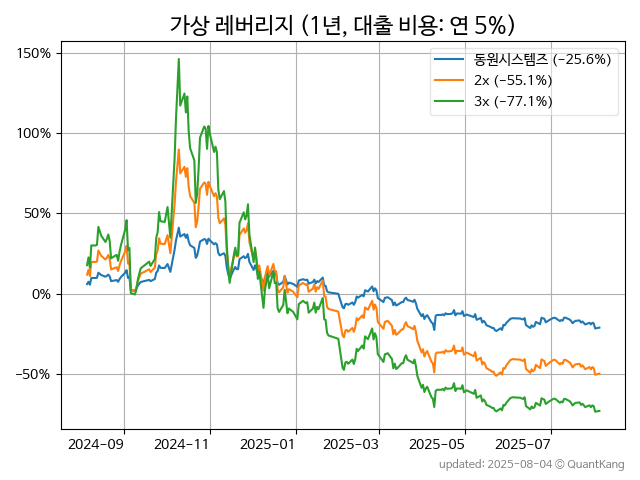 가상 레버리지 (1년, 대출 비용: 연 5%)
150%
100%
50%
0%
−50%
동원시스템즈 (-25.6%)
2x (-55.1%)
3x (-77.1%)
2024-09
2024-11
2025-01
2025-03
2025-05
2025-07
updated: 2025-08-04 © QuantKang